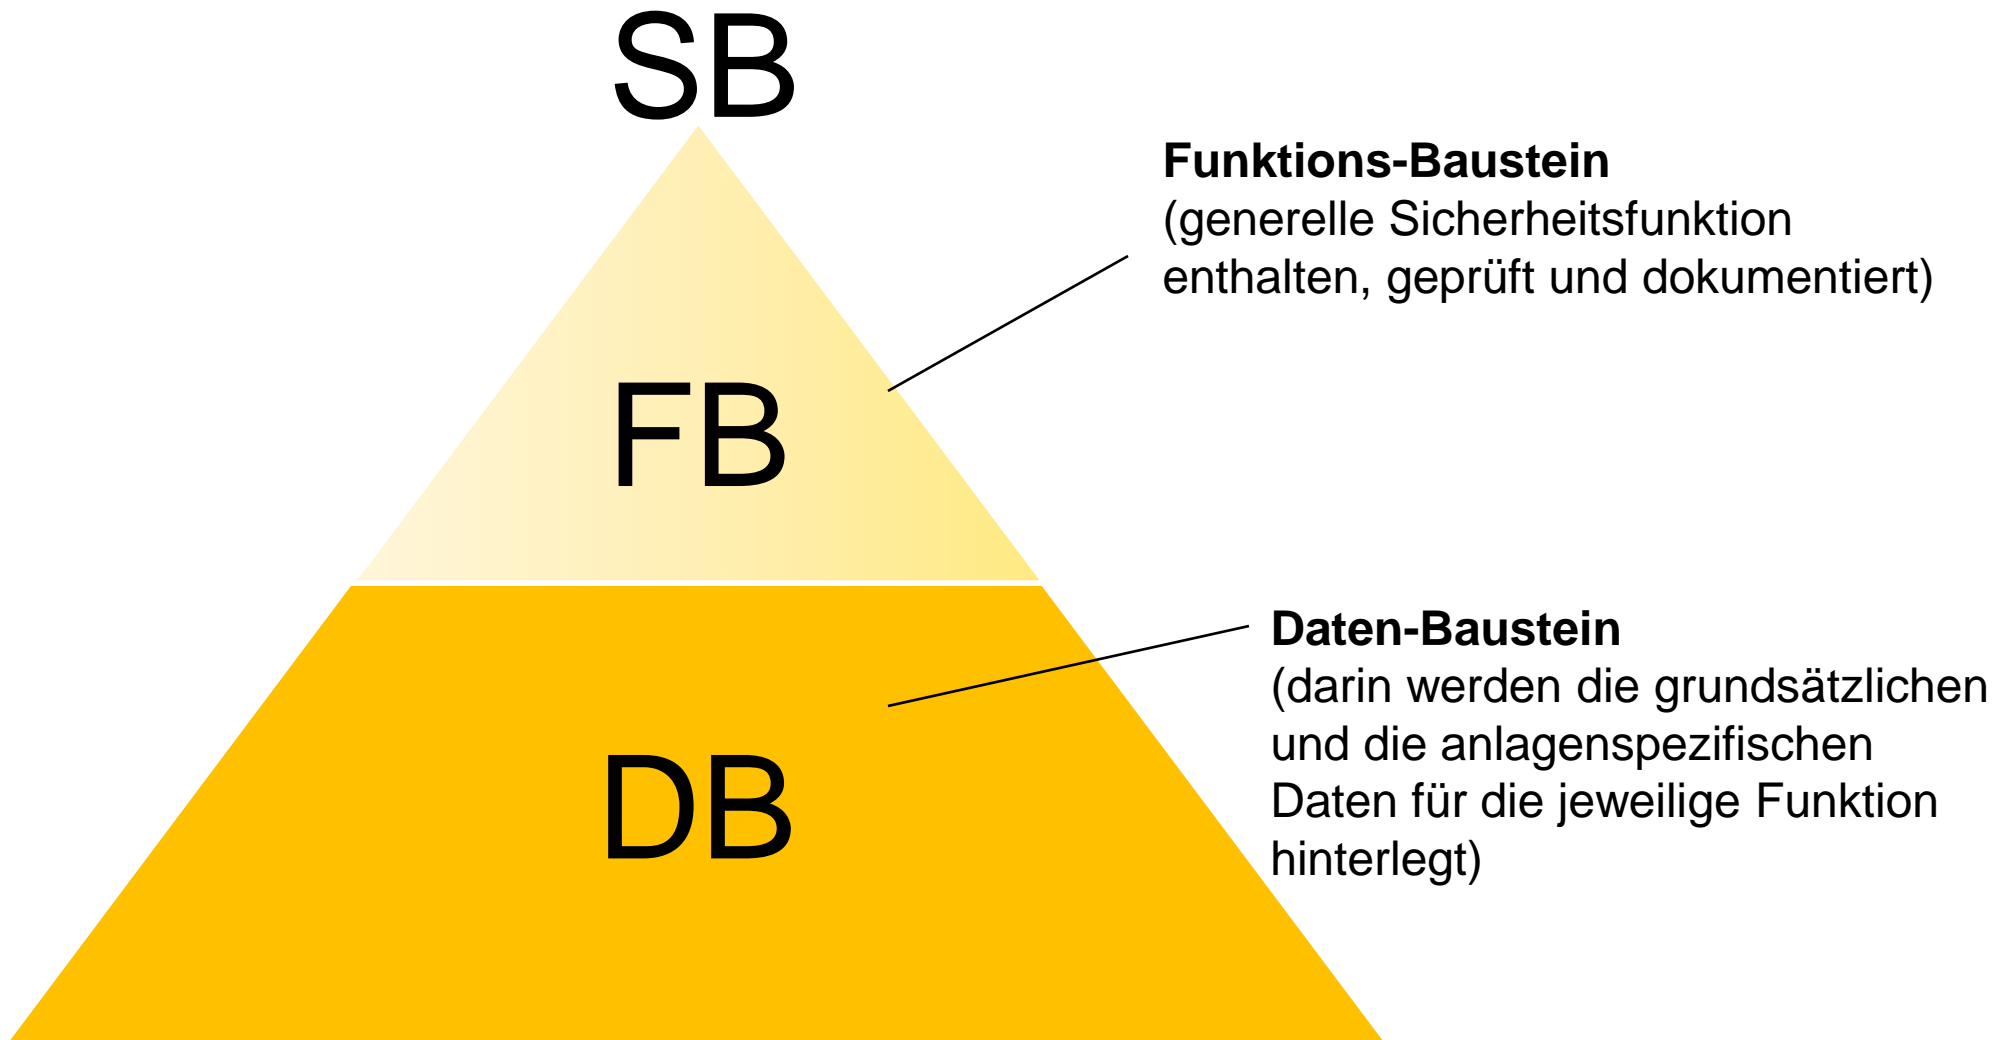 SB
Funktions-Baustein
(generelle Sicherheitsfunktion
enthalten, geprüft und dokumentiert)
FB
Daten-Baustein
(darin werden die grundsätzlichen
und die anlagenspezifischen
Daten für die jeweilige Funktion
hinterlegt)
DB